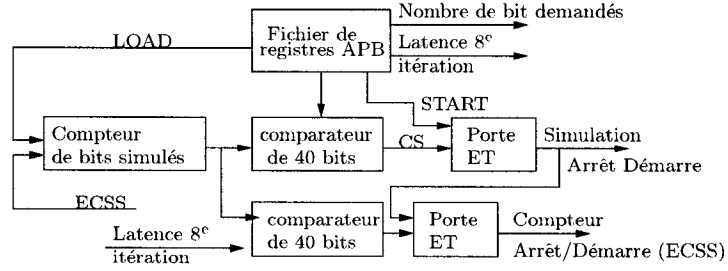 Fichier de
registres APB
Nombre de bit demandés
Latence 8e
itération
LOAD
START
Compteur
de bits simulés
comparateur
de 40 bits
CS
Porte
ET
Simulation
Arrêt Démarre
ECSS
Latence 8e
itération
comparateur
de 40 bits
Porte
ET
Compteur
Arrêt/Démarre (ECSS)